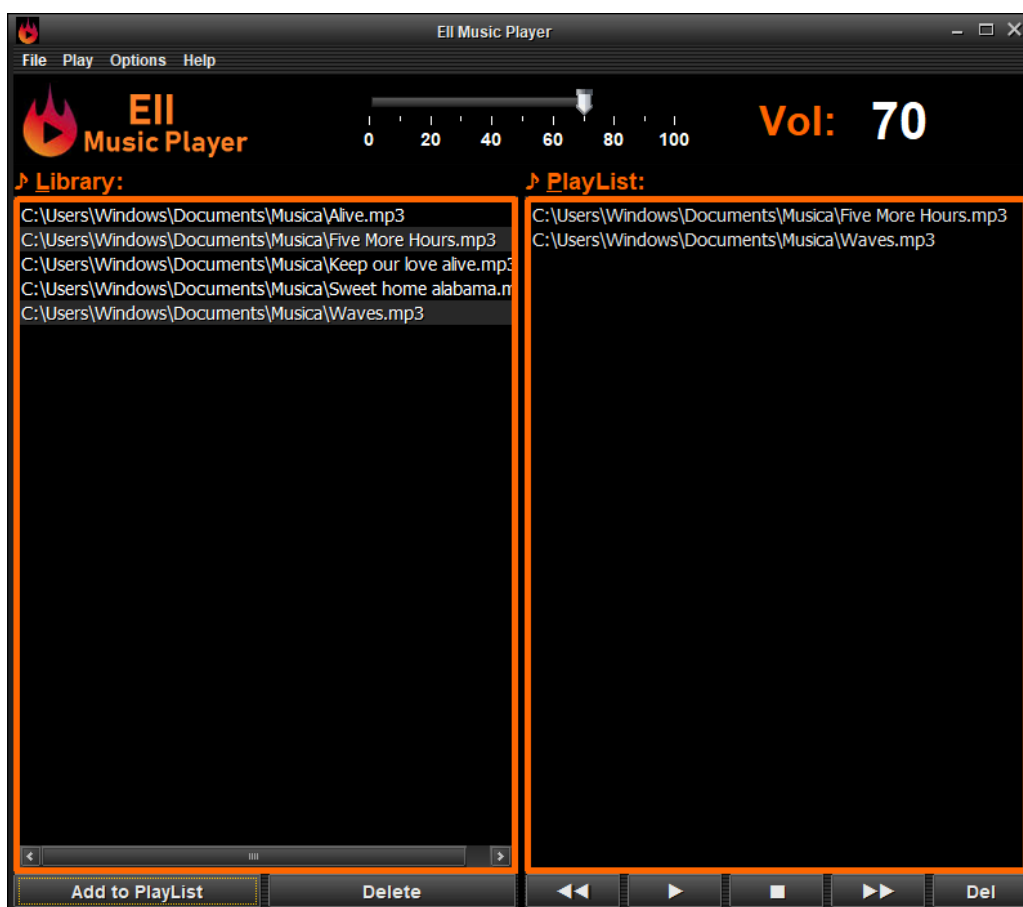 Ell Music Player
File Play Options Help
Ell
Music Player
0 20 40 60 80 100
Vol: 70
♪ Library:
♪ PlayList:
C:\Users\Windows\Documents\Musica\Alive.mp3
C:\Users\Windows\Documents\Musica\Five More Hours.mp3
C:\Users\Windows\Documents\Musica\Keep our love alive.mp3
C:\Users\Windows\Documents\Musica\Sweet home alabama.m
C:\Users\Windows\Documents\Musica\Waves.mp3
C:\Users\Windows\Documents\Musica\Five More Hours.mp3
C:\Users\Windows\Documents\Musica\Waves.mp3
Add to PlayList
Delete
Del